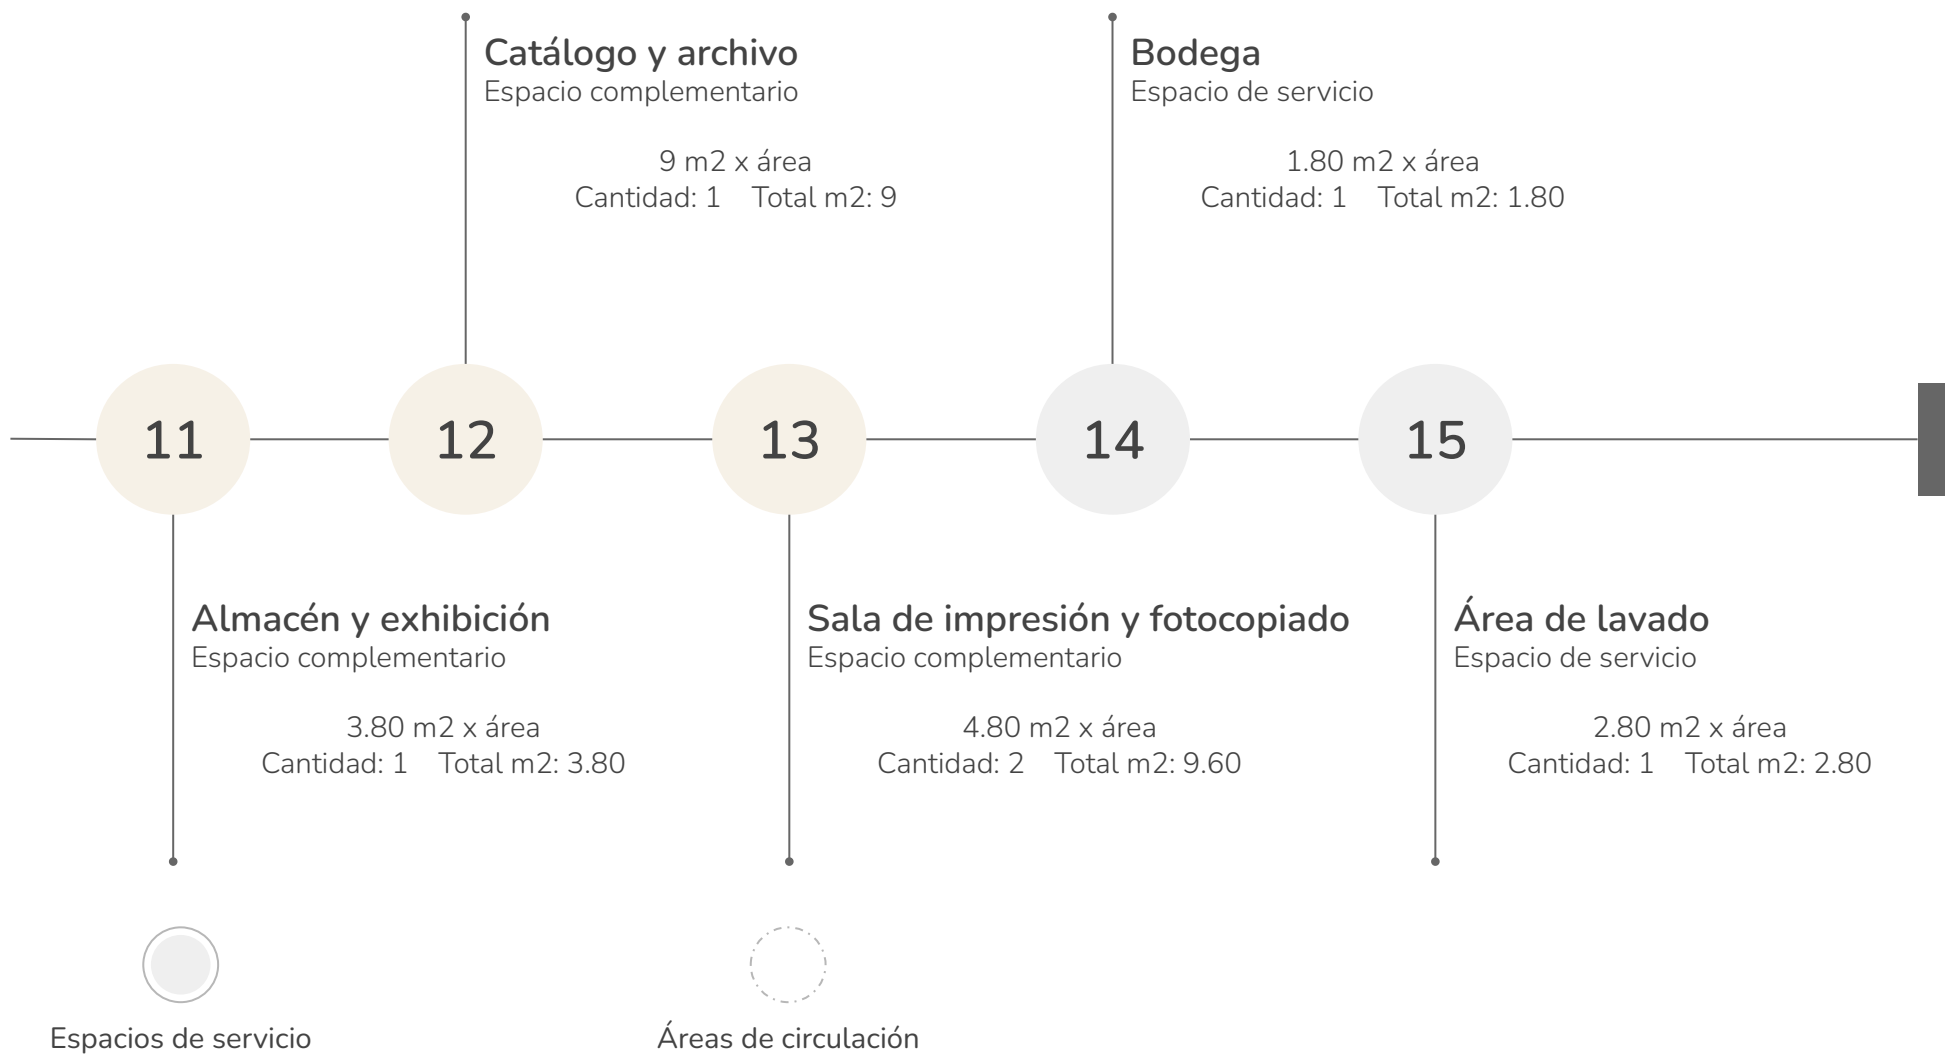 Catálogo y archivo
Espacio complementario
9 m2 x área
Cantidad: 1 Total m2: 9
Bodega
Espacio de servicio
1.80 m2 x área
Cantidad: 1 Total m2: 1.80
11
12
13
14
15
Almacén y exhibición
Espacio complementario
3.80 m2 x área
Cantidad: 1 Total m2: 3.80
Sala de impresión y fotocopiado
Espacio complementario
4.80 m2 x área
Cantidad: 2 Total m2: 9.60
Área de lavado
Espacio de servicio
2.80 m2 x área
Cantidad: 1 Total m2: 2.80
Espacios de servicio
Áreas de circulación